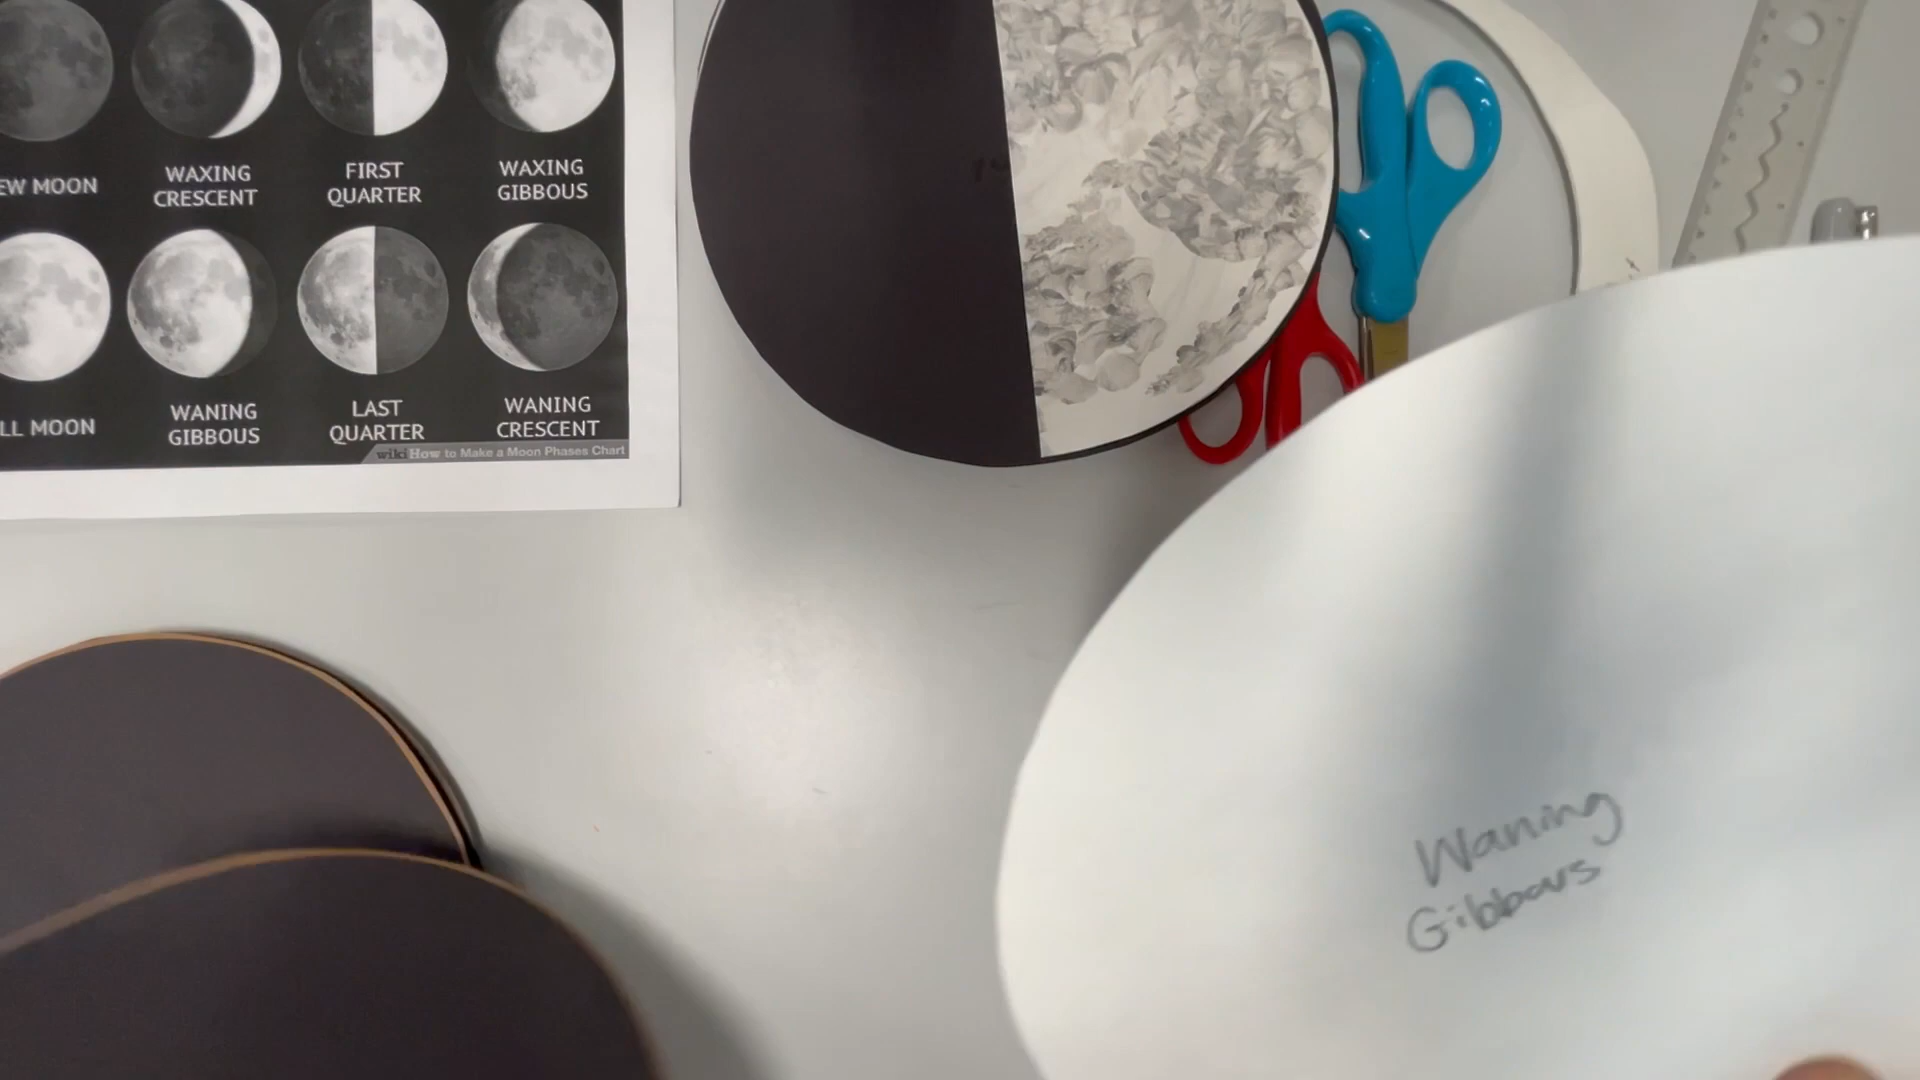 EW MOON
WAXING
CRESCENT
FIRST
QUARTER
WAXING
GIBBOUS
LL MOON
WANING
GIBBOUS
LAST
QUARTER
WANING
CRESCENT
wikiHow to Make a Moon Phases Chart
Waning
Gibbous